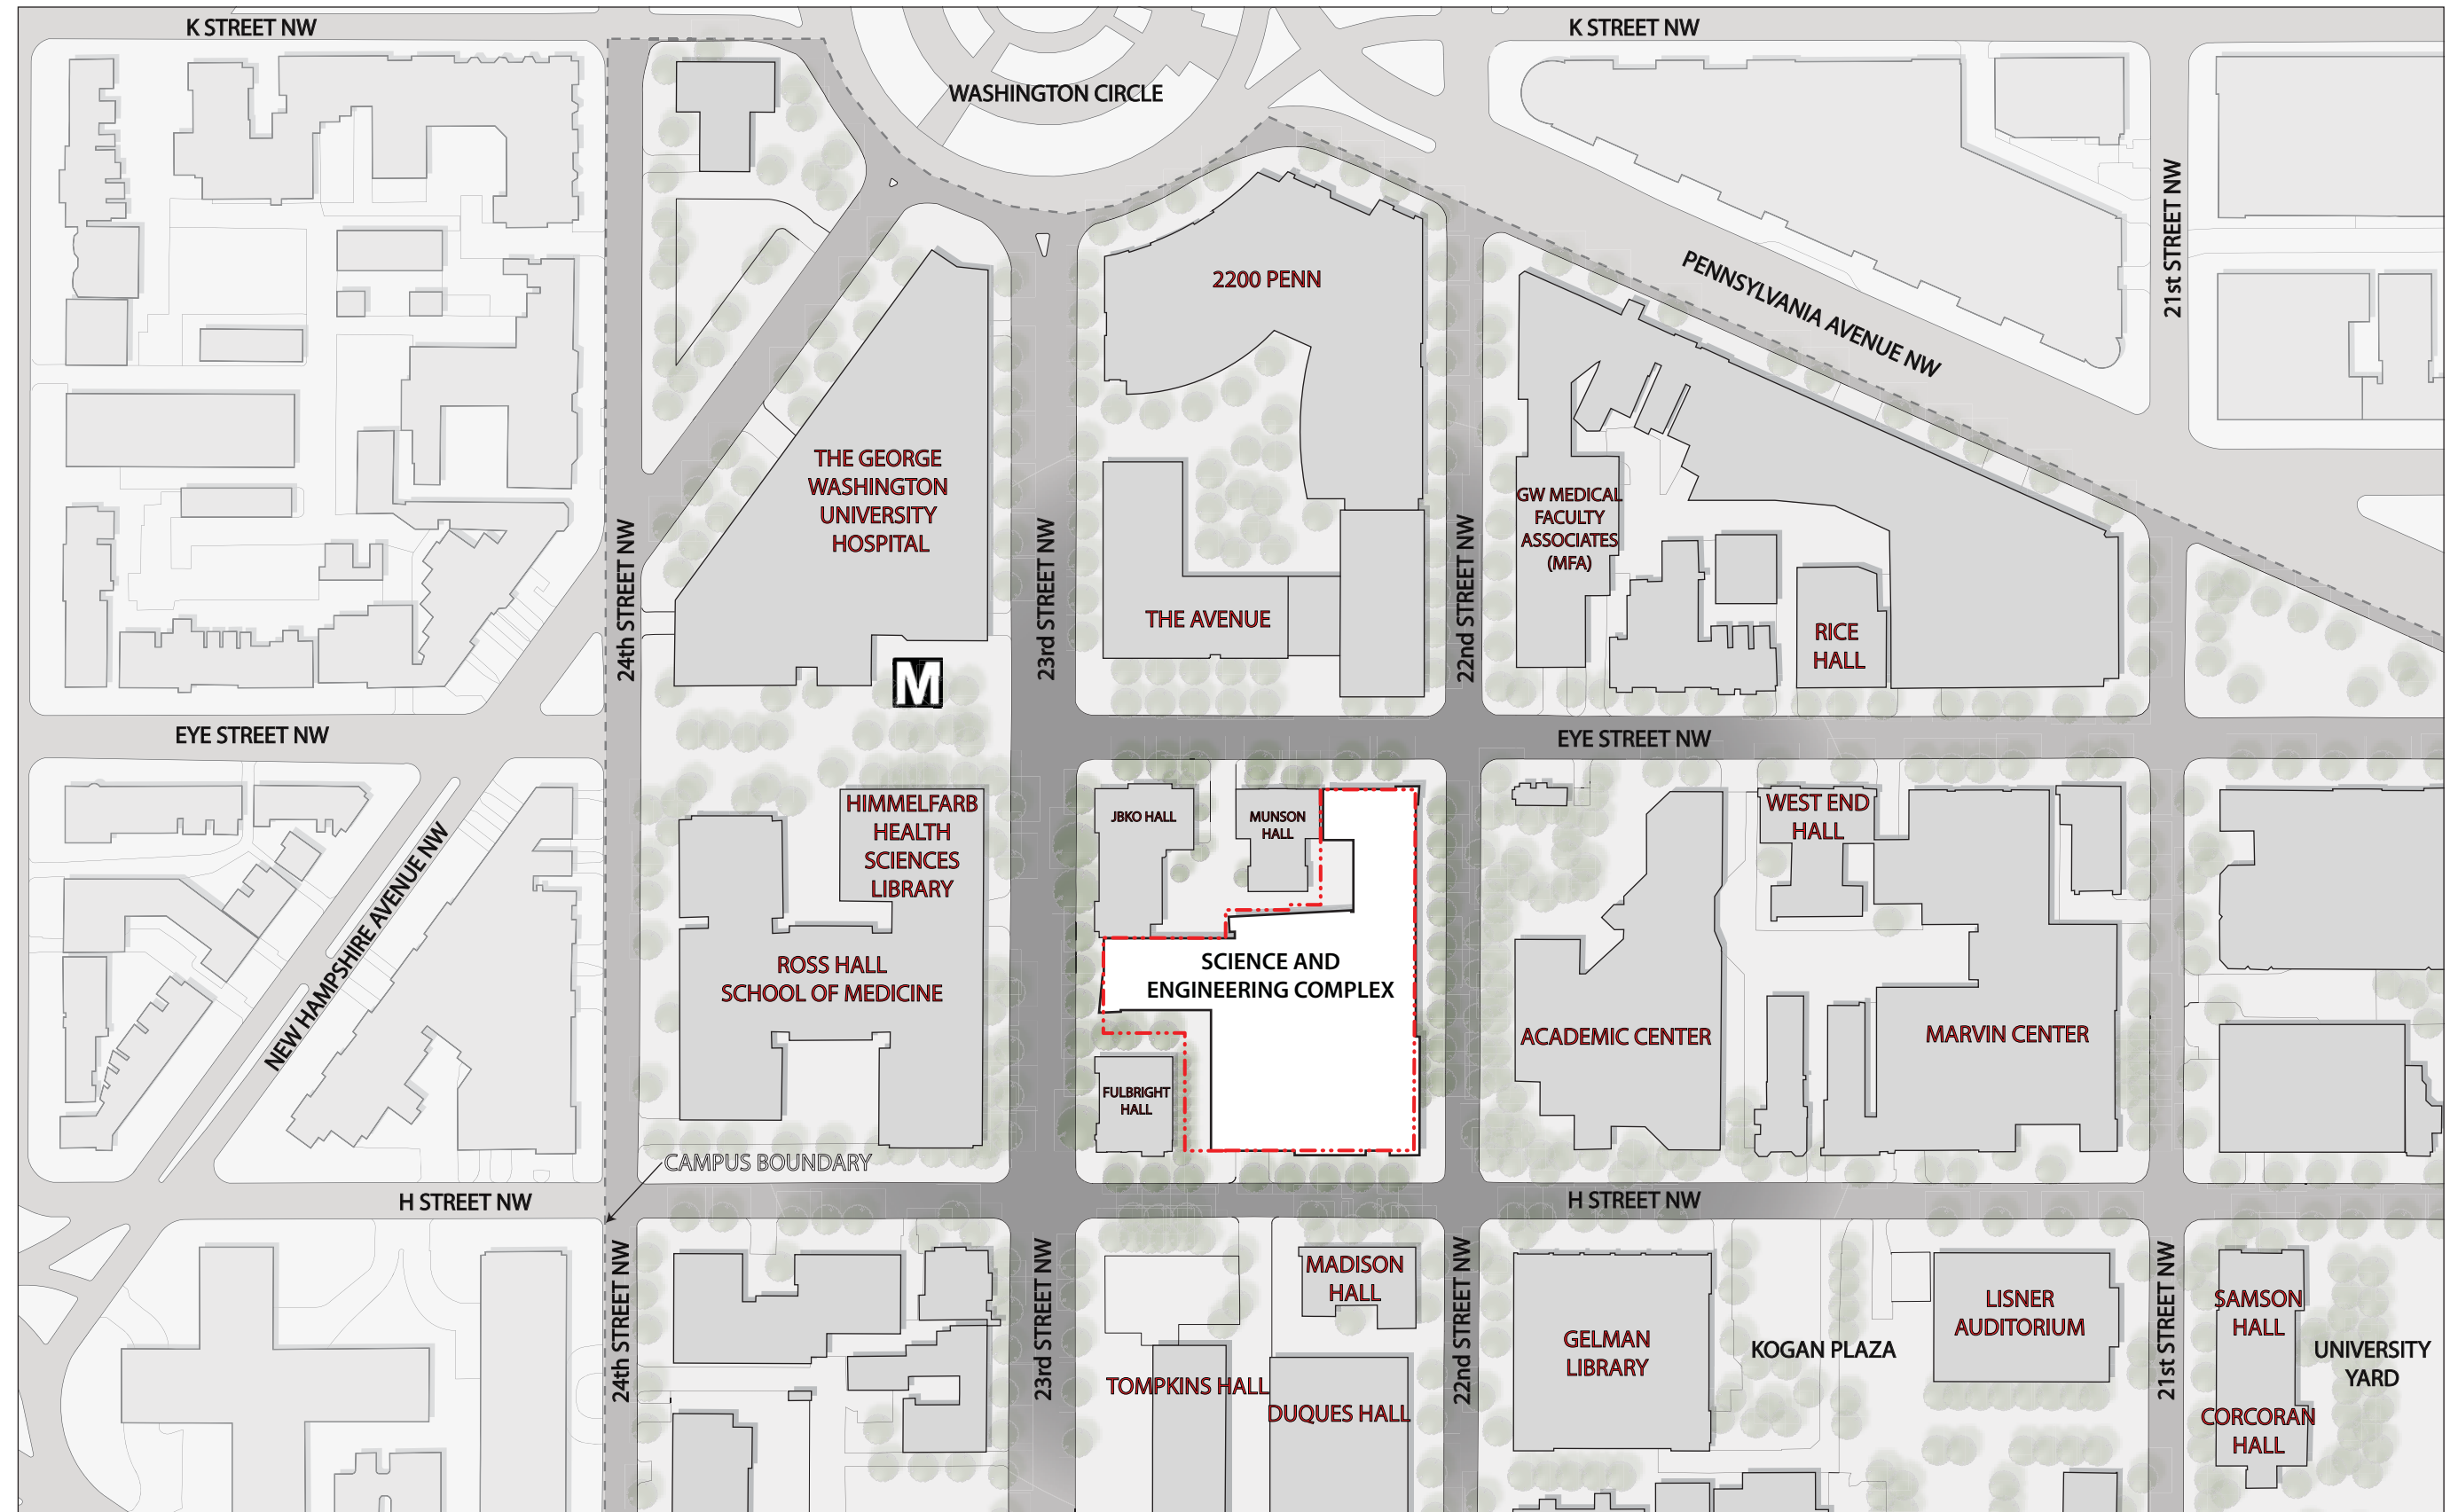 K STREET NW
K STREET NW
WASHINGTON CIRCLE
21st STREET NW
PENNSYLVANIA AVENUE NW
2200 PENN
THE GEORGE
WASHINGTON
UNIVERSITY
HOSPITAL
GW MEDICAL
FACULTY
ASSOCIATES
(MFA)
24th STREET NW
23rd STREET NW
22nd STREET NW
THE AVENUE
RICE
HALL
M
EYE STREET NW
EYE STREET NW
NEW HAMPSHIRE AVENUE NW
HIMMELFARB
HEALTH
SCIENCES
LIBRARY
JBKO HALL
MUNSON
HALL
WEST END
HALL
ROSS HALL
SCHOOL OF MEDICINE
SCIENCE AND
ENGINEERING COMPLEX
ACADEMIC CENTER
MARVIN CENTER
FULBRIGHT
HALL
CAMPUS BOUNDARY
H STREET NW
H STREET NW
24th STREET NW
23rd STREET NW
22nd STREET NW
21st STREET NW
MADISON
HALL
TOMPKINS HALL
DUQUES HALL
GELMAN
LIBRARY
KOGAN PLAZA
LISNER
AUDITORIUM
SAMSON
HALL
UNIVERSITY
YARD
CORCORAN
HALL